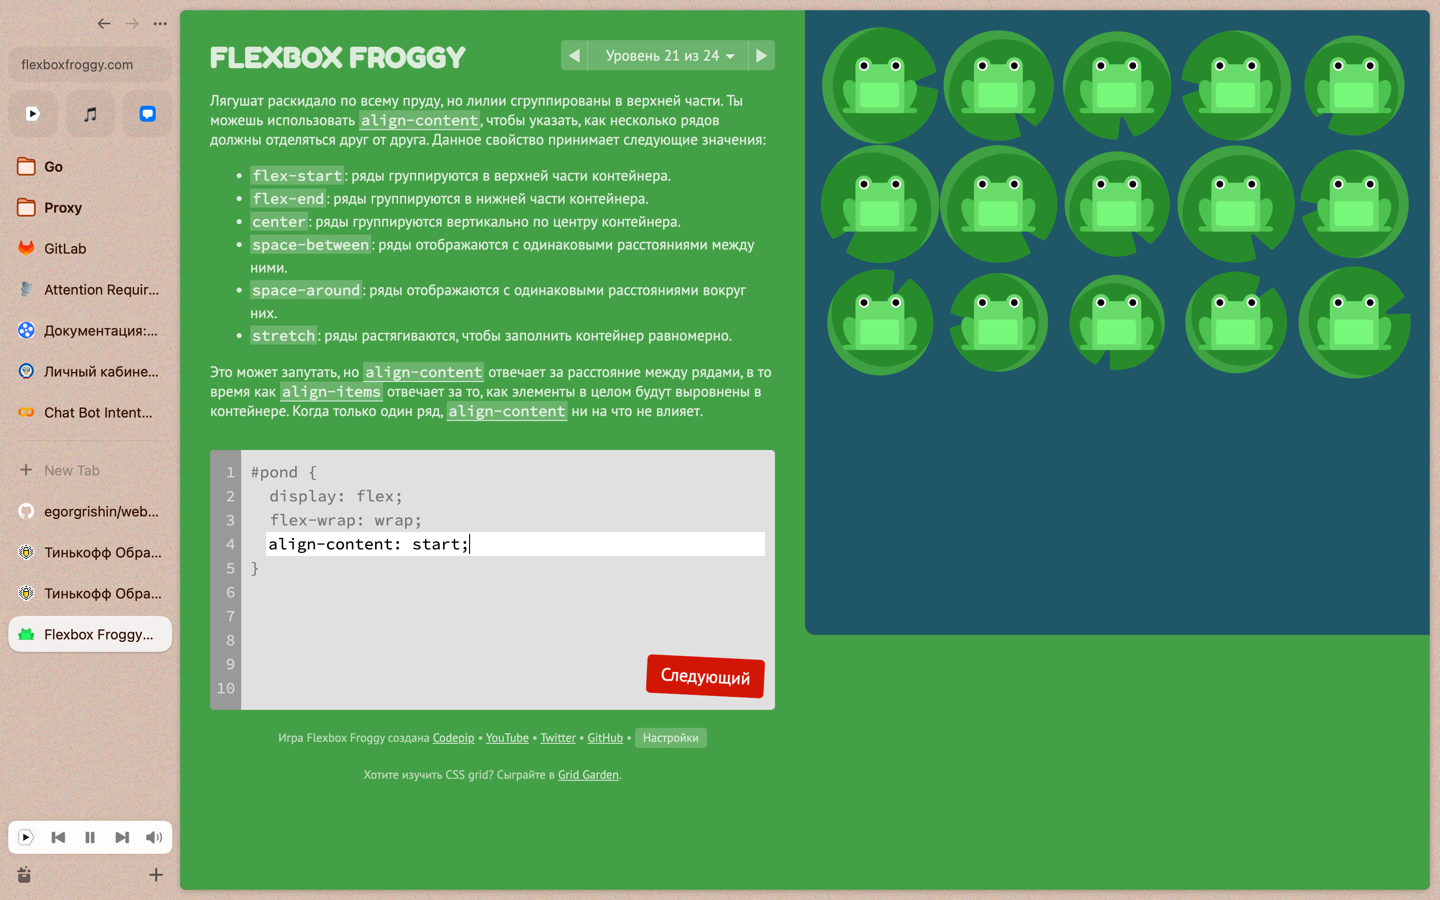 flexboxfroggy.com
Go
Proxy
GitLab
Attention Requir...
Документация:...
Личный кабине...
Chat Bot Intent...
New Tab
egorgrishin/web...
Тинькофф Обра...
Тинькофф Обра...
Flexbox Froggy...
FLEXBOX FROGGY
Уровень 21 из 24
Лягушат раскидало по всему пруду, но лилии сгруппированы в верхней части. Ты
можешь использовать align-content, чтобы указать, как несколько рядов
должны отделяться друг от друга. Данное свойство принимает следующие значения:
• flex-start: ряды группируются в верхней части контейнера.
• flex-end: ряды группируются в нижней части контейнера.
• center: ряды группируются вертикально по центру контейнера.
• space-between: ряды отображаются с одинаковыми расстояниями между
ними.
• space-around: ряды отображаются с одинаковыми расстояниями вокруг
них.
• stretch: ряды растягиваются, чтобы заполнить контейнер равномерно.
Это может запутать, но align-content отвечает за расстояние между рядами, в то
время как align-items отвечает за то, как элементы в целом будут выровнены в
контейнере. Когда только один ряд, align-content ни на что не влияет.
1 #pond {
2 display: flex;
3 flex-wrap: wrap;
4 align-content: start;
5 }
6
7
8
9
10
Следующий
Игра Flexbox Froggy создана Codepip • YouTube • Twitter • GitHub • Настройки
Хотите изучить CSS grid? Сыграйте в Grid Garden.